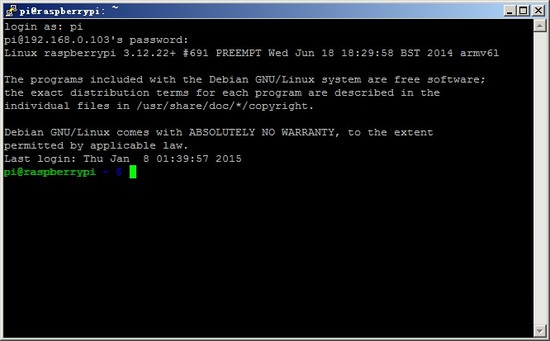 pi@raspberrypi: ~
login as: pi
pi@192.168.0.103's password:
Linux raspberrypi 3.12.22+ #691 PREEMPT Wed Jun 18 18:29:58 BST 2014 armv6l
The programs included with the Debian GNU/Linux system are free software;
the exact distribution terms for each program are described in the
individual files in /usr/share/doc/*/copyright.
Debian GNU/Linux comes with ABSOLUTELY NO WARRANTY, to the extent
permitted by applicable law.
Last login: Thu Jan  8 01:39:57 2015
pi@raspberrypi ~ $